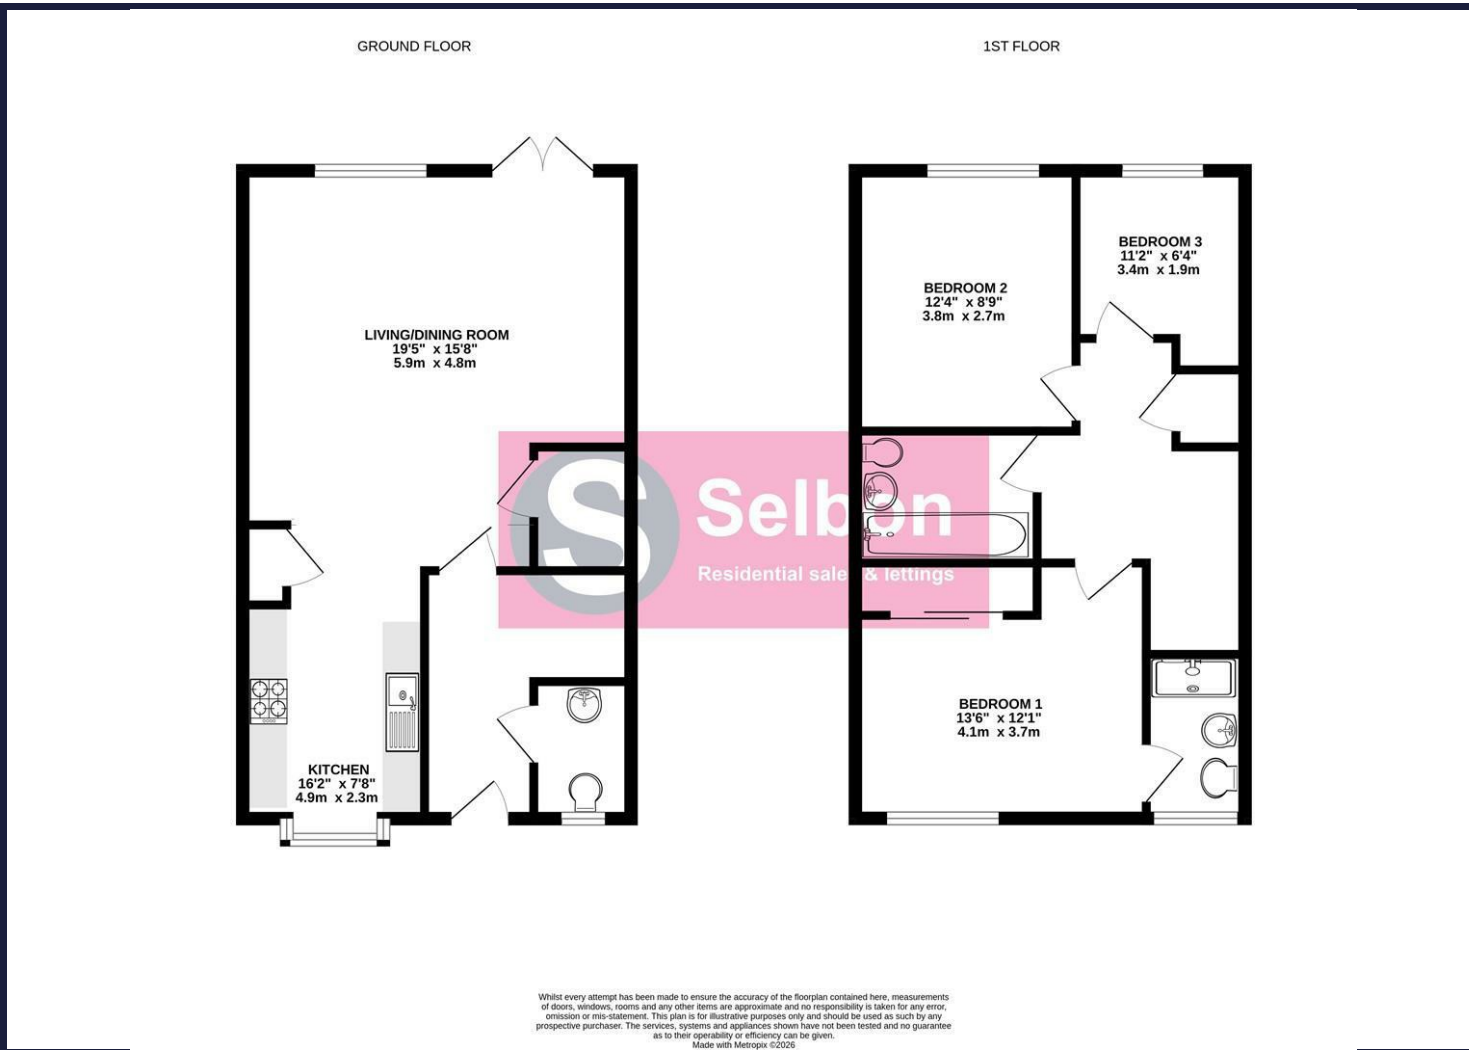 GROUND FLOOR
1ST FLOOR
LIVING/DINING ROOM
19'5" x 15'8"
5.9m x 4.8m
KITCHEN
16'2" x 7'8"
4.9m x 2.3m
BEDROOM 2
12'4" x 8'9"
3.8m x 2.7m
BEDROOM 3
11'2" x 6'4"
3.4m x 1.9m
BEDROOM 1
13'6" x 12'1"
4.1m x 3.7m
S
Selbon
Residential sales & lettings
Whilst every attempt has been made to ensure the accuracy of the floorplan contained here, measurements
of doors, windows, rooms and any other items are approximate and no responsibility is taken for any error,
omission or mis-statement. This plan is for illustrative purposes only and should be used as such by any
prospective purchaser. The services, systems and appliances shown have not been tested and no guarantee
as to their operability or efficiency can be given.
Made with Metropix ©2026